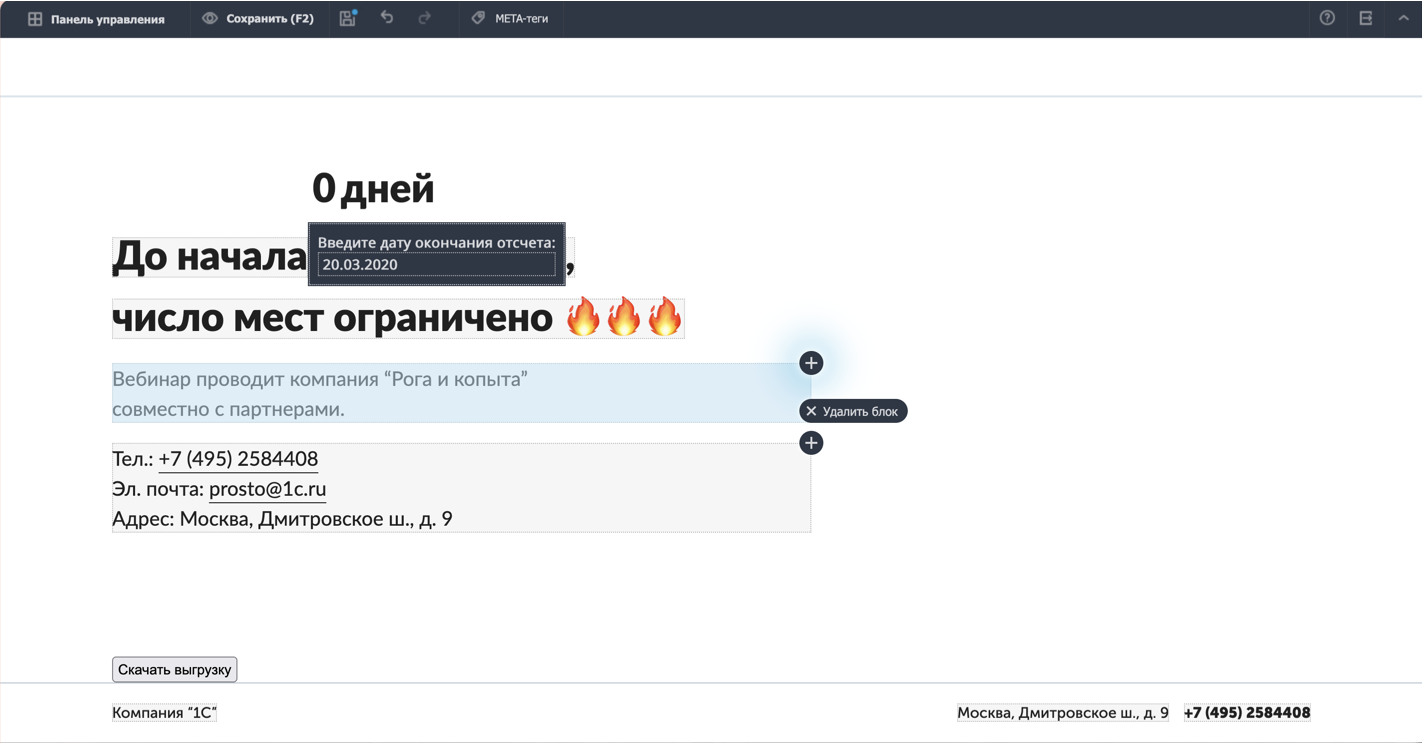 Панель управления Сохранить (F2) META-теги
0 дней
Введите дату окончания отсчета:
До начала ,
20.03.2020
число мест ограничено 🔥🔥🔥
Вебинар проводит компания “Рога и копыта”
совместно с партнерами.
Удалить блок
Тел.: +7 (495) 2584408
Эл. почта: prosto@1c.ru
Адрес: Москва, Дмитровское ш., д. 9
Скачать выгрузку
Компания “1С” Москва, Дмитровское ш., д. 9 +7 (495) 2584408